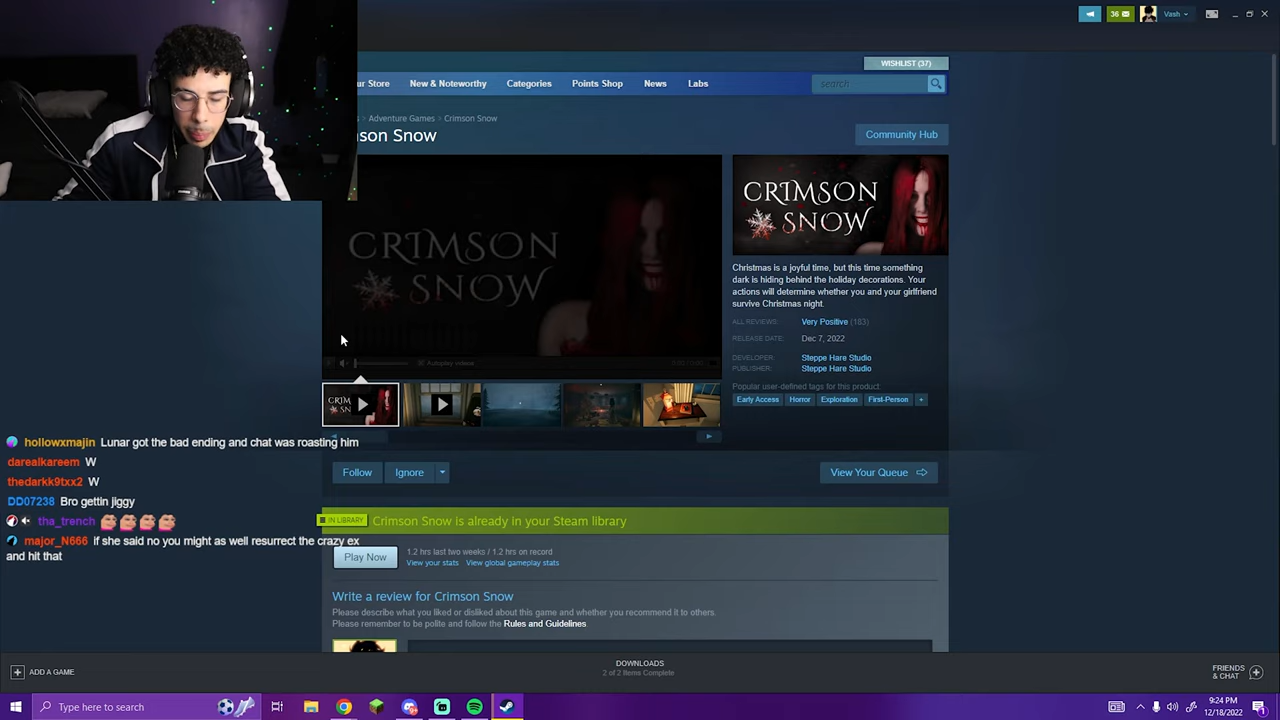 36
Vash
WISHLIST (37)
ur Store
New & Noteworthy
Categories
Points Shop
News
Labs
search
Adventure Games > Crimson Snow
son Snow
Community Hub
CRIMSON
SNOW
CRIMSON
SNOW
Christmas is a joyful time, but this time something
dark is hiding behind the holiday decorations. Your
actions will determine whether you and your girlfriend
survive Christmas night.
ALL REVIEWS: Very Positive (183)
RELEASE DATE: Dec 7, 2022
DEVELOPER: Steppe Hare Studio
PUBLISHER: Steppe Hare Studio
Popular user-defined tags for this product:
Early Access Horror Exploration First-Person +
Autoplay videos
hollowxmajin Lunar got the bad ending and chat was roasting him
darealkareem W
thedarkk9txx2 W
DD07238 Bro gettin jiggy
tha_trench
major_N666 if she said no you might as well resurrect the crazy ex
and hit that
Follow
Ignore
View Your Queue
IN LIBRARY
Crimson Snow is already in your Steam library
Play Now
1.2 hrs last two weeks / 1.2 hrs on record
View your stats View global gameplay stats
Write a review for Crimson Snow
Please describe what you liked or disliked about this game and whether you recommend it to others.
Please remember to be polite and follow the Rules and Guidelines.
ADD A GAME
DOWNLOADS
2 of 2 Items Complete
FRIENDS
& CHAT
Type here to search
9:24 PM
12/18/2022
1